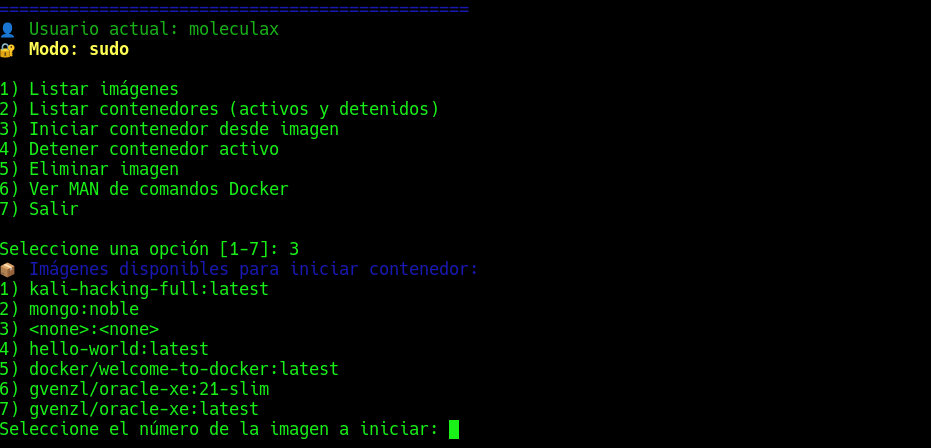 ===============================================
👤 Usuario actual: moleculax
🔐 Modo: sudo
1) Listar imágenes
2) Listar contenedores (activos y detenidos)
3) Iniciar contenedor desde imagen
4) Detener contenedor activo
5) Eliminar imagen
6) Ver MAN de comandos Docker
7) Salir
Seleccione una opción [1-7]: 3
📦 Imágenes disponibles para iniciar contenedor:
1) kali-hacking-full:latest
2) mongo:noble
3) <none>:<none>
4) hello-world:latest
5) docker/welcome-to-docker:latest
6) gvenzl/oracle-xe:21-slim
7) gvenzl/oracle-xe:latest
Seleccione el número de la imagen a iniciar: